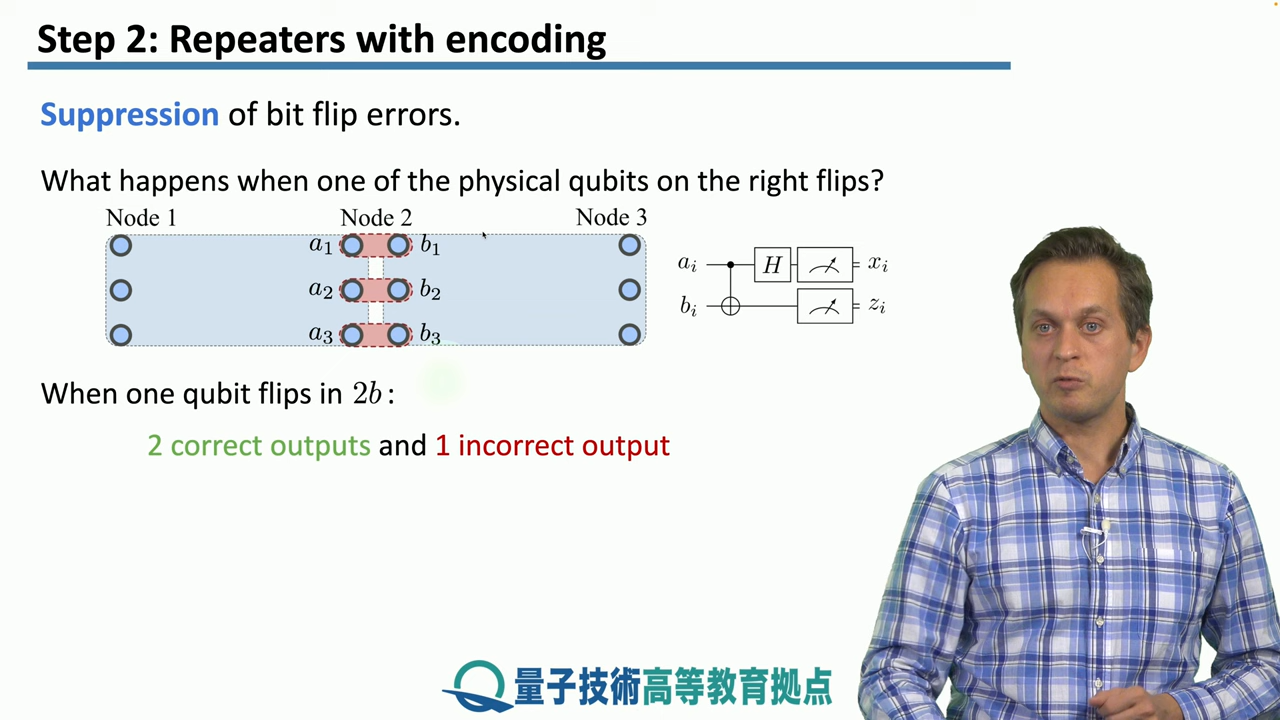 Step 2: Repeaters with encoding
Suppression of bit flip errors.
What happens when one of the physical qubits on the right flips?
Node 1 Node 2 Node 3
a₁ b₁
a₂ b₂
a₃ b₃
aᵢ H xᵢ
bᵢ zᵢ
When one qubit flips in 2b:
2 correct outputs and 1 incorrect output
量子技術高等教育拠点